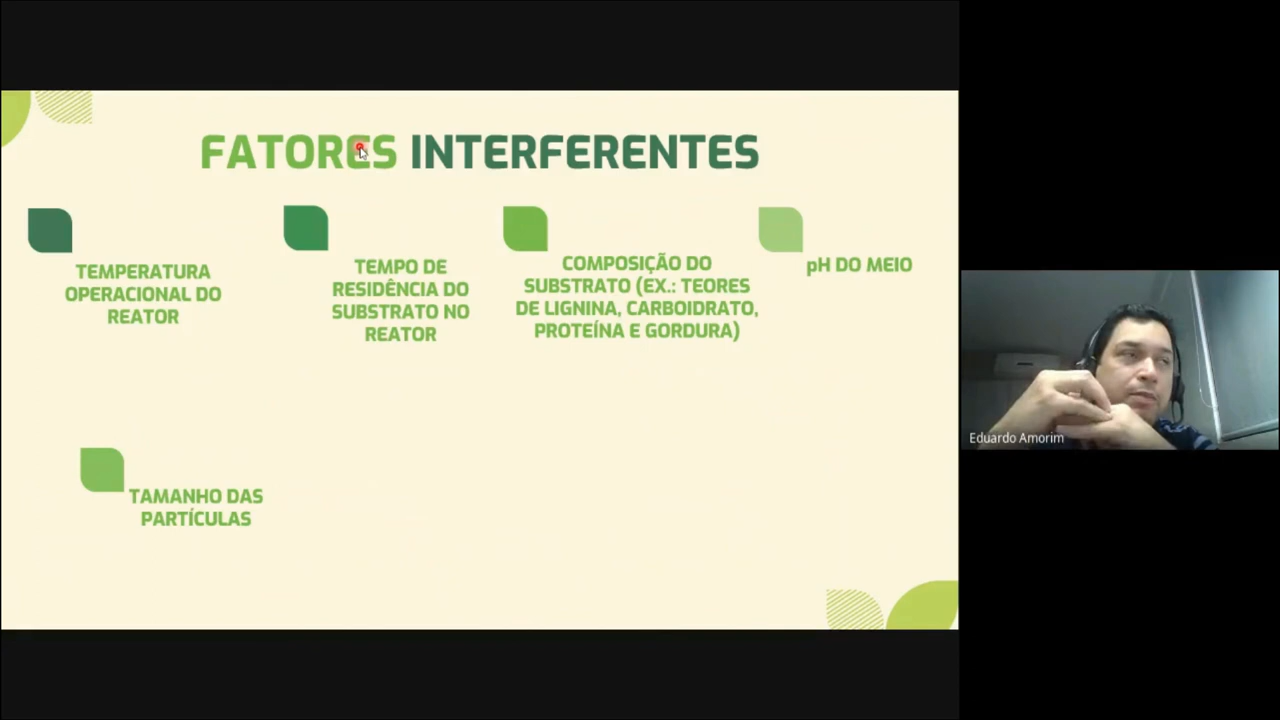 FATORES INTERFERENTES
TEMPERATURA
OPERACIONAL DO
REATOR
TEMPO DE
RESIDÊNCIA DO
SUBSTRATO NO
REATOR
COMPOSIÇÃO DO
SUBSTRATO (EX.: TEORES
DE LIGNINA, CARBOIDRATO,
PROTEÍNA E GORDURA)
pH DO MEIO
TAMANHO DAS
PARTÍCULAS
Eduardo Amorim